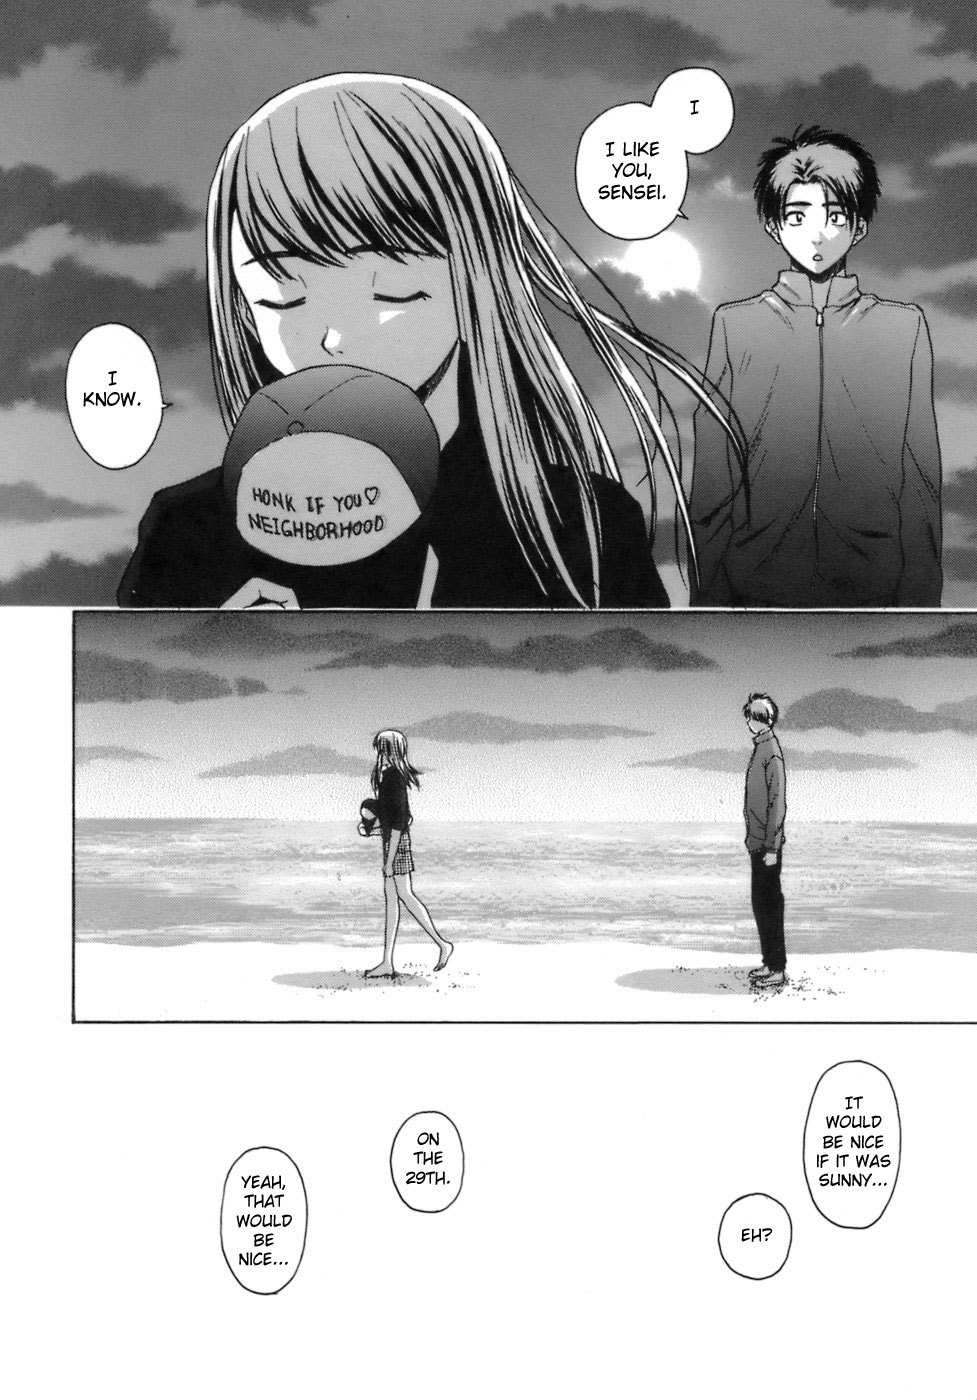 I
I LIKE
YOU,
SENSEI.
I
KNOW.
HONK IF YOU♡
NEIGHBORHOOD
IT
WOULD
BE NICE
IF IT WAS
SUNNY...
EH?
ON
THE
29TH.
YEAH,
THAT
WOULD
BE
NICE...